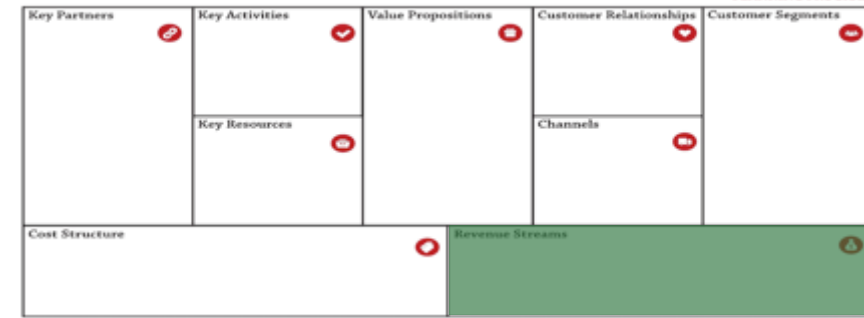 Key Partners
Key Activities
Value Propositions
Customer Relationships
Customer Segments
Key Resources
Channels
Cost Structure
Revenue Streams